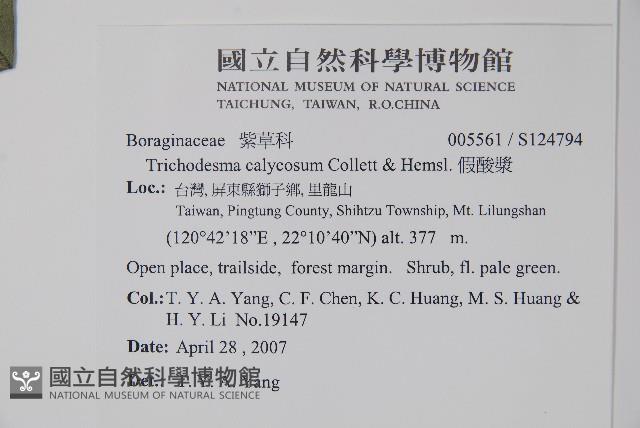 國立自然科學博物館
NATIONAL MUSEUM OF NATURAL SCIENCE
TAICHUNG, TAIWAN, R.O.CHINA
Boraginaceae 紫草科 005561 / S124794
Trichodesma calycosum Collett & Hemsl. 假酸漿
Loc.: 台灣, 屏東縣獅子鄉, 里龍山
Taiwan, Pingtung County, Shihtzu Township, Mt. Lilungshan
(120°42’18”E , 22°10’40”N) alt. 377 m.
Open place, trailside, forest margin. Shrub, fl. pale green.
Col.: T. Y. A. Yang, C. F. Chen, K. C. Huang, M. S. Huang &
H. Y. Li No.19147
Date: April 28 , 2007
Det.: Yang
國立自然科學博物館
NATIONAL MUSEUM OF NATURAL SCIENCE